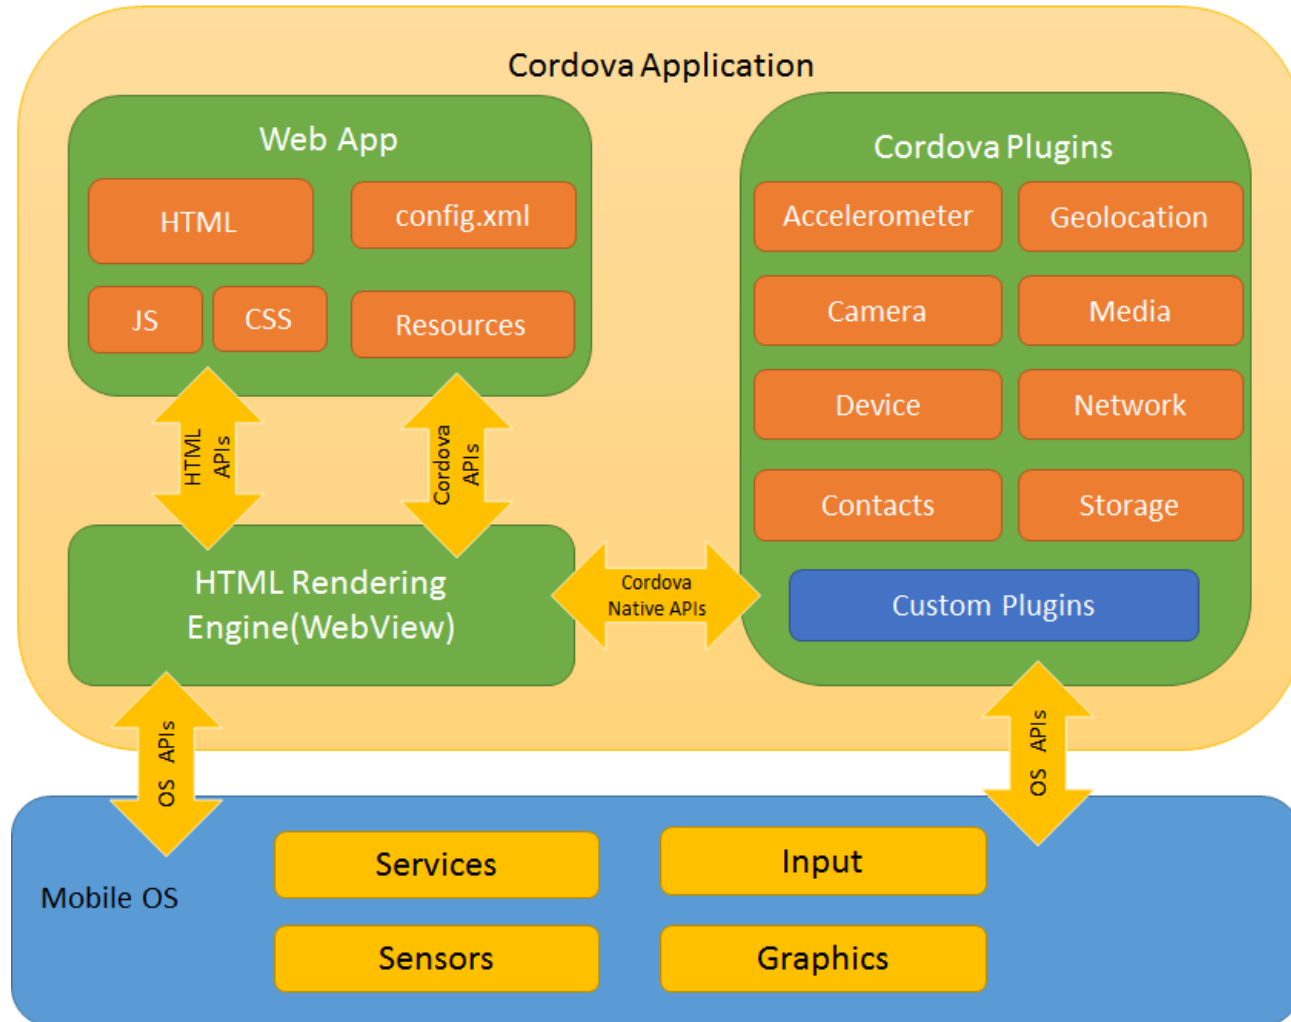 Cordova Application
Web App
HTML
config.xml
JS
CSS
Resources
HTML
APIs
Cordova
APIs
HTML Rendering
Engine(WebView)
Cordova
Native APIs
Cordova Plugins
Accelerometer
Geolocation
Camera
Media
Device
Network
Contacts
Storage
Custom Plugins
OS APIs
OS APIs
Mobile OS
Services
Input
Sensors
Graphics